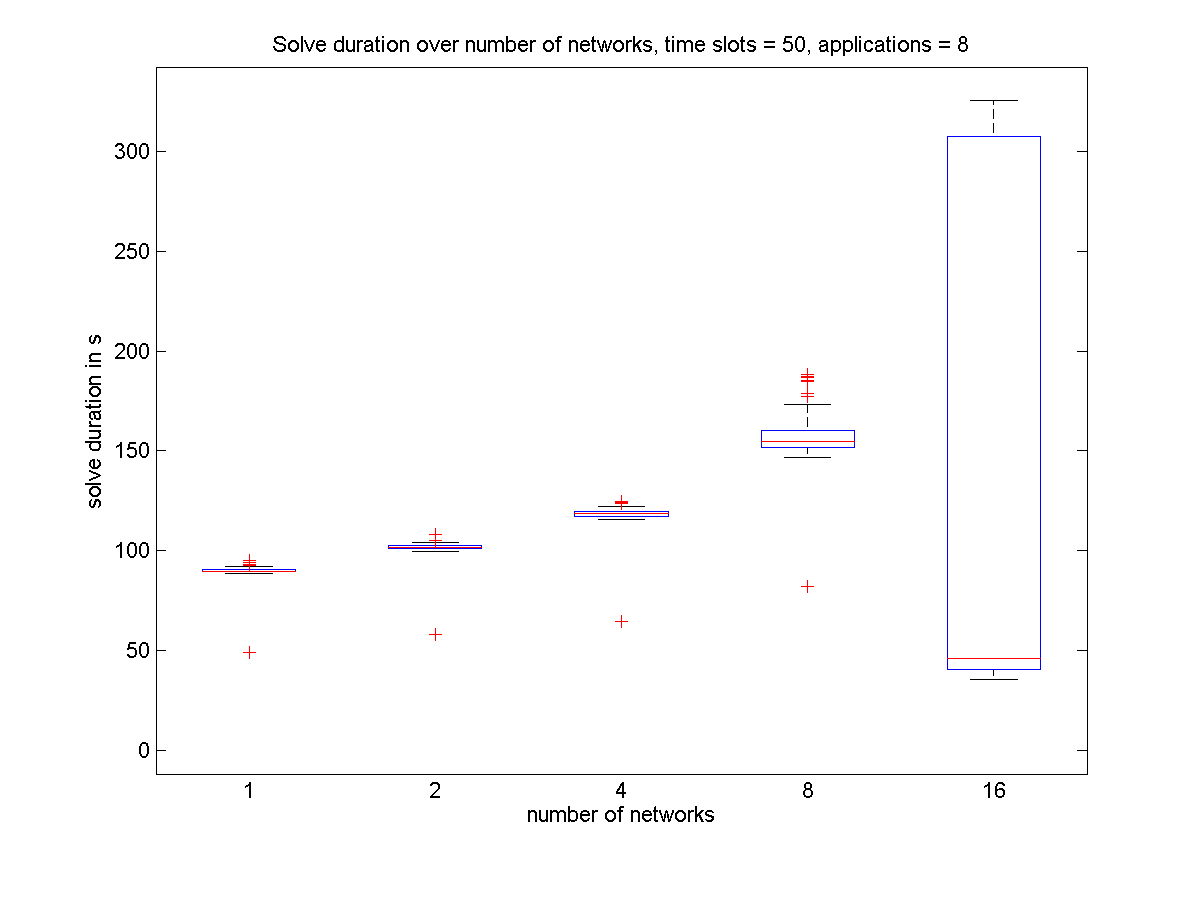 Solve duration over number of networks, time slots = 50, applications = 8
300
250
200
150
100
50
0
solve duration in s
1 2 4 8 16
number of networks